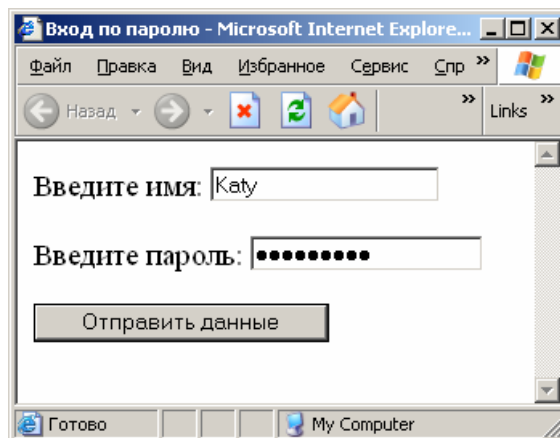 Вход по паролю - Microsoft Internet Explore...
Файл Правка Вид Избранное Сервис Спр »
Назад » Links »
Введите имя: Katy
Введите пароль: •••••••••
Отправить данные
Готово My Computer